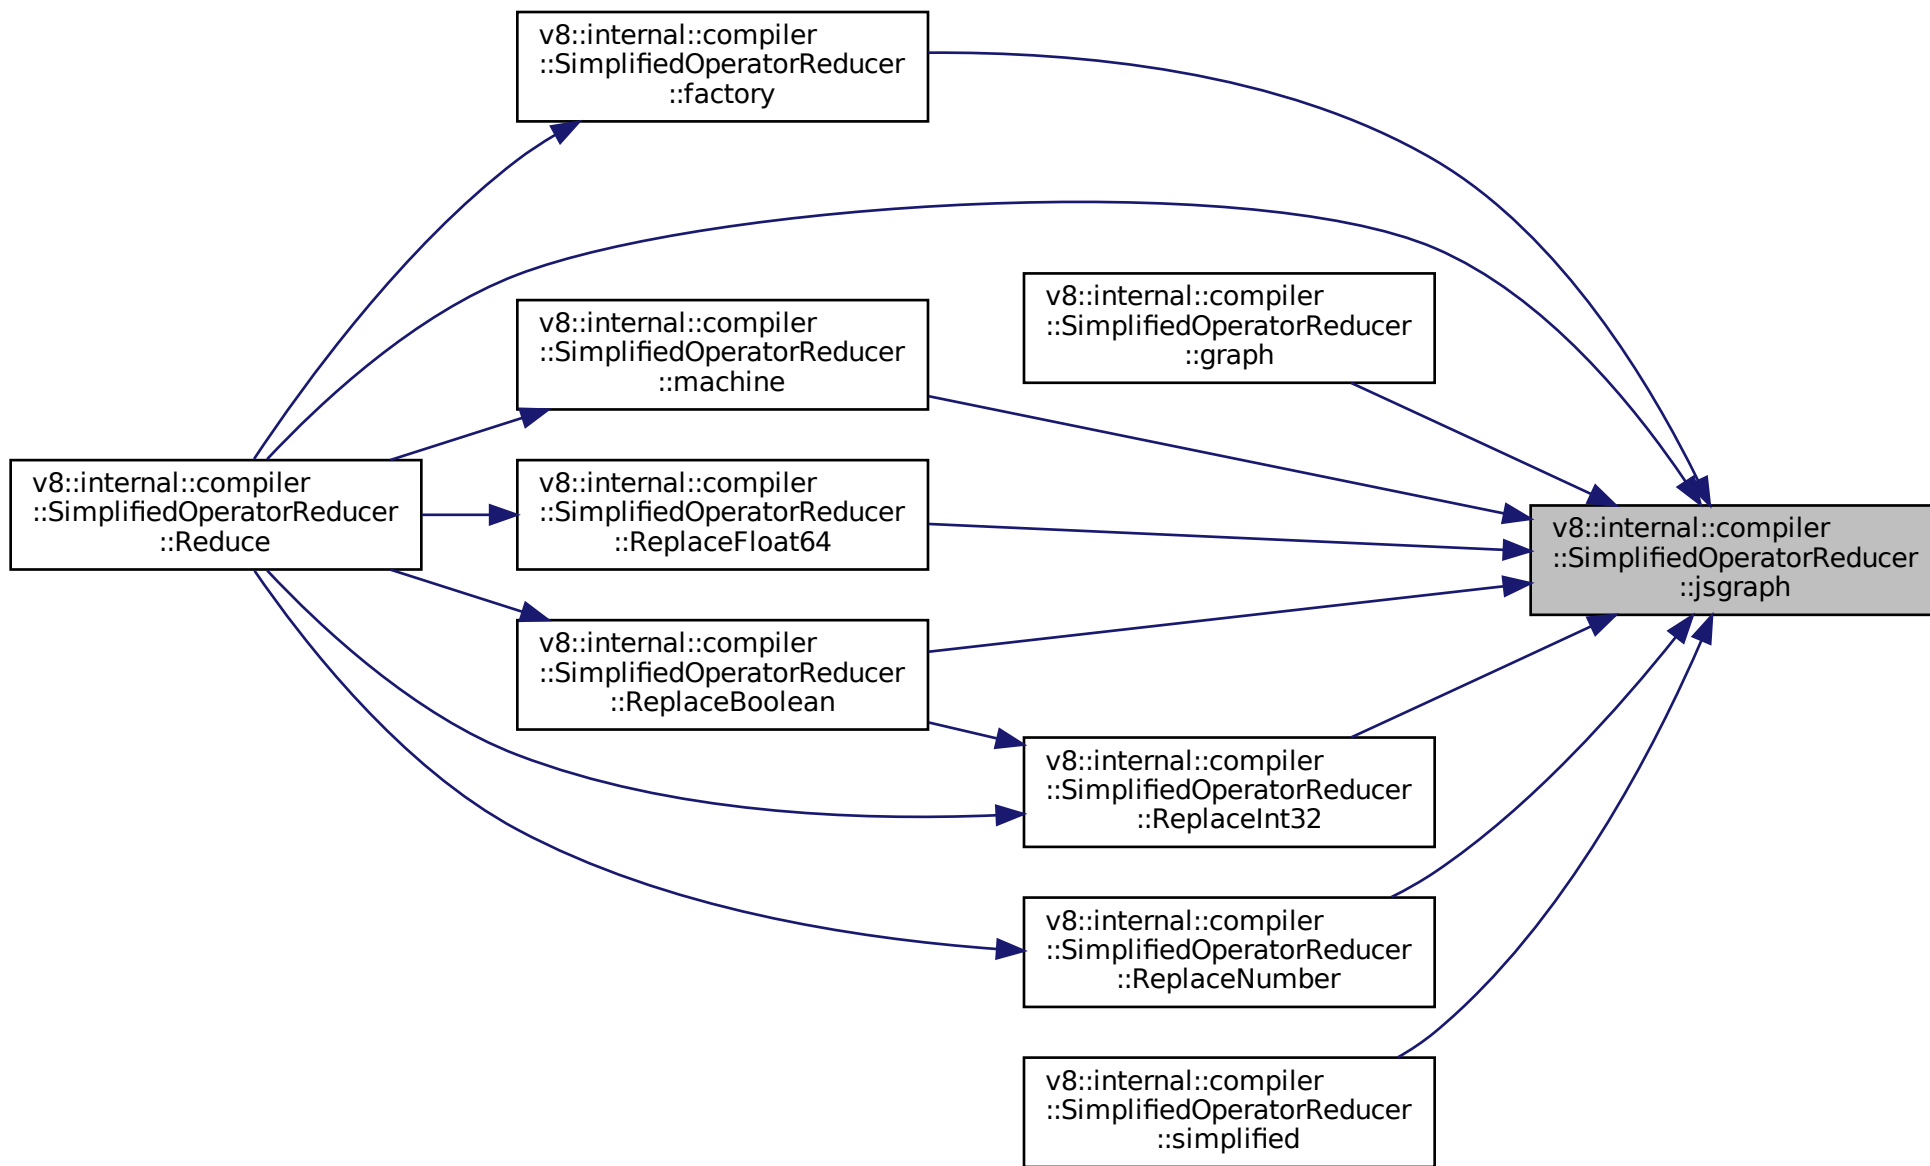 v8::internal::compiler
::SimplifiedOperatorReducer
::factory
v8::internal::compiler
::SimplifiedOperatorReducer
::graph
v8::internal::compiler
::SimplifiedOperatorReducer
::machine
v8::internal::compiler
::SimplifiedOperatorReducer
::Reduce
v8::internal::compiler
::SimplifiedOperatorReducer
::ReplaceFloat64
v8::internal::compiler
::SimplifiedOperatorReducer
::jsgraph
v8::internal::compiler
::SimplifiedOperatorReducer
::ReplaceBoolean
v8::internal::compiler
::SimplifiedOperatorReducer
::ReplaceInt32
v8::internal::compiler
::SimplifiedOperatorReducer
::ReplaceNumber
v8::internal::compiler
::SimplifiedOperatorReducer
::simplified